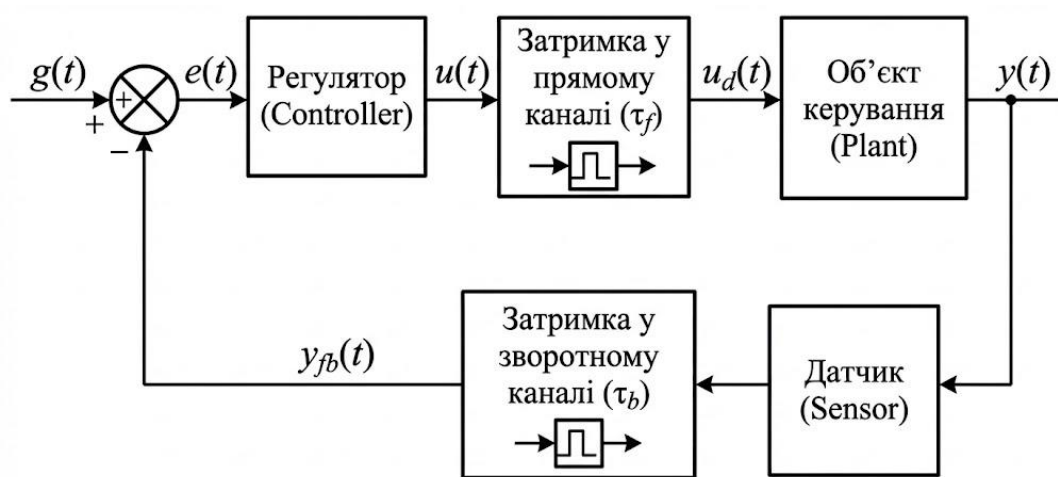 g(t)
+
+
−
e(t)
Регулятор
(Controller)
u(t)
Затримка у
прямому
каналі (τf)
ud(t)
Об’єкт
керування
(Plant)
y(t)
yfb(t)
Затримка у
зворотному
каналі (τb)
Датчик
(Sensor)